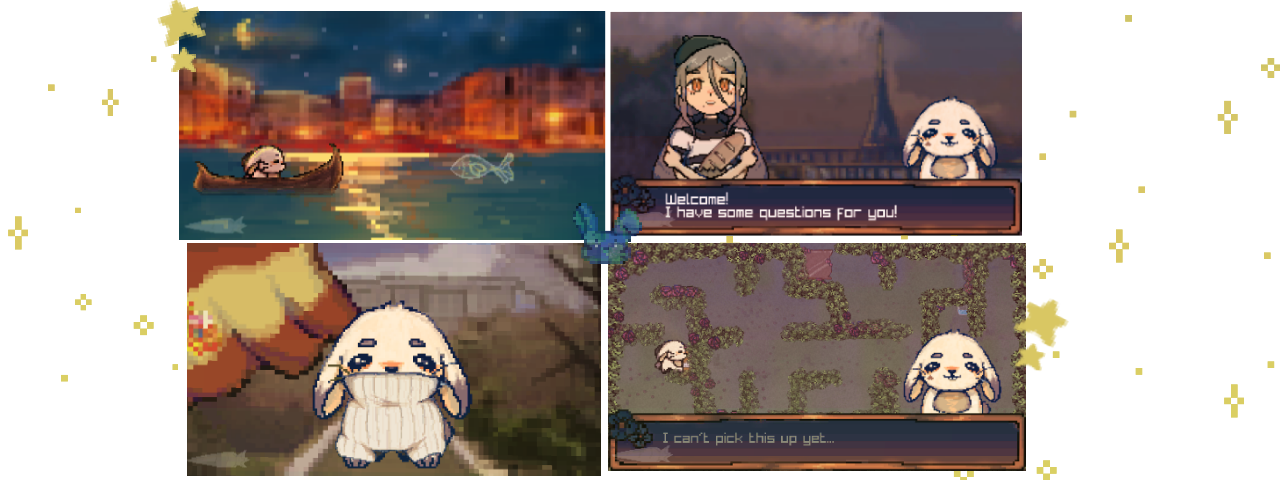 Welcome!
I have some questions for you!
I can't pick this up yet...